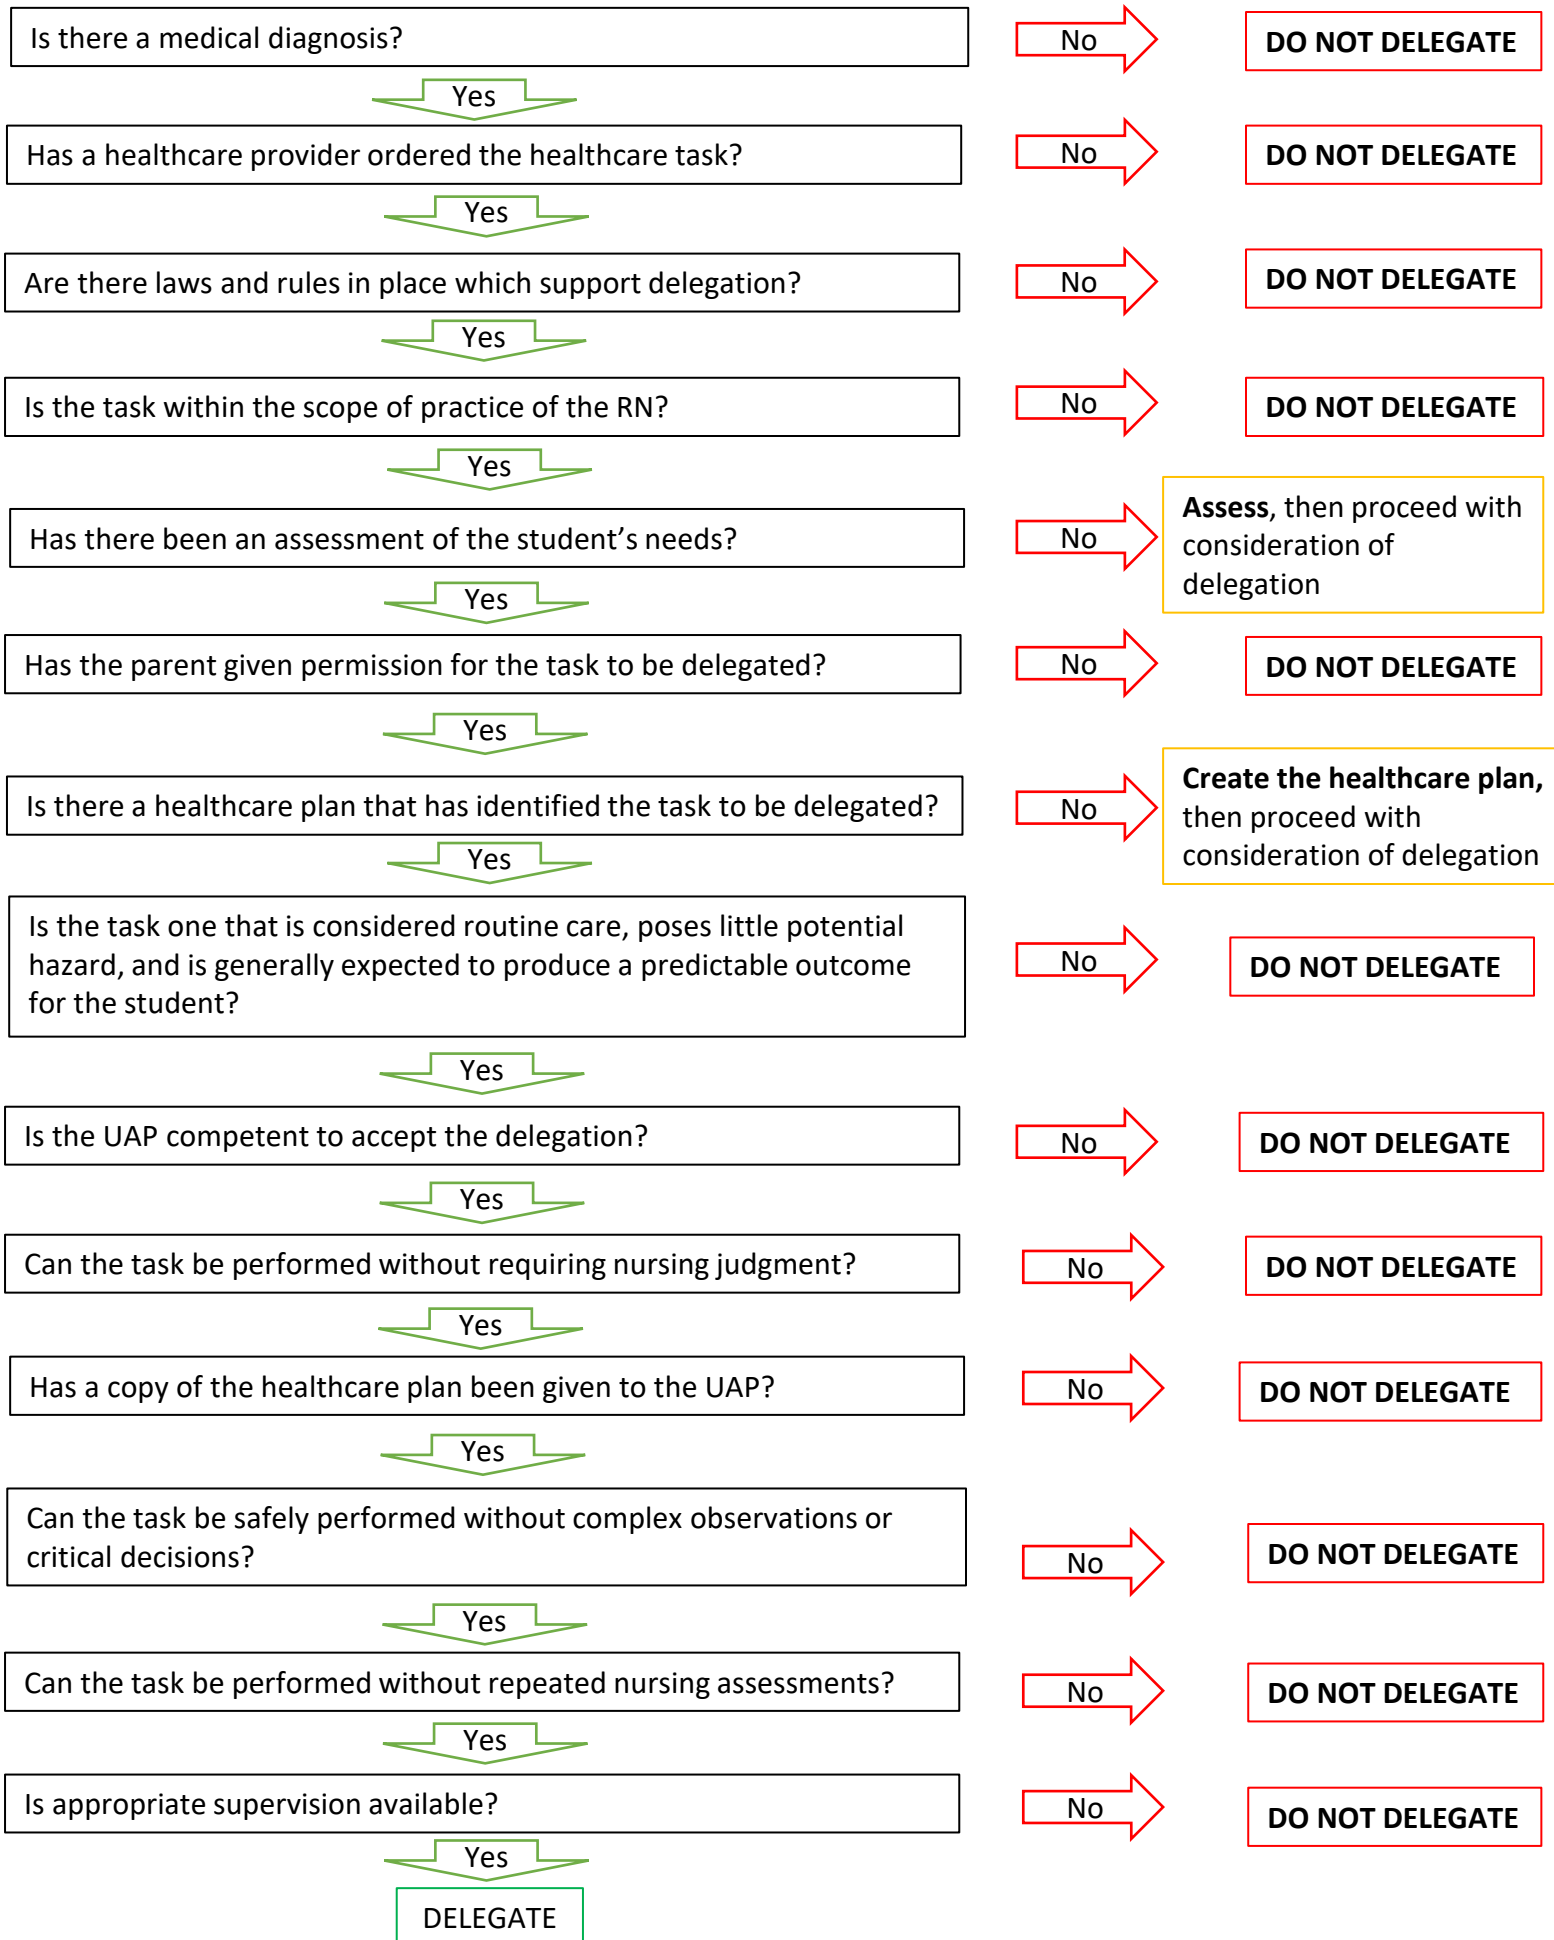 Is there a medical diagnosis?
No
DO NOT DELEGATE
Yes
Has a healthcare provider ordered the healthcare task?
No
DO NOT DELEGATE
Yes
Are there laws and rules in place which support delegation?
No
DO NOT DELEGATE
Yes
Is the task within the scope of practice of the RN?
No
DO NOT DELEGATE
Yes
Has there been an assessment of the student’s needs?
No
Assess, then proceed with
consideration of
delegation
Yes
Has the parent given permission for the task to be delegated?
No
DO NOT DELEGATE
Yes
Is there a healthcare plan that has identified the task to be delegated?
No
Create the healthcare plan,
then proceed with
consideration of delegation
Yes
Is the task one that is considered routine care, poses little potential
hazard, and is generally expected to produce a predictable outcome
for the student?
No
DO NOT DELEGATE
Yes
Is the UAP competent to accept the delegation?
No
DO NOT DELEGATE
Yes
Can the task be performed without requiring nursing judgment?
No
DO NOT DELEGATE
Yes
Has a copy of the healthcare plan been given to the UAP?
No
DO NOT DELEGATE
Yes
Can the task be safely performed without complex observations or
critical decisions?
No
DO NOT DELEGATE
Yes
Can the task be performed without repeated nursing assessments?
No
DO NOT DELEGATE
Yes
Is appropriate supervision available?
No
DO NOT DELEGATE
Yes
DELEGATE